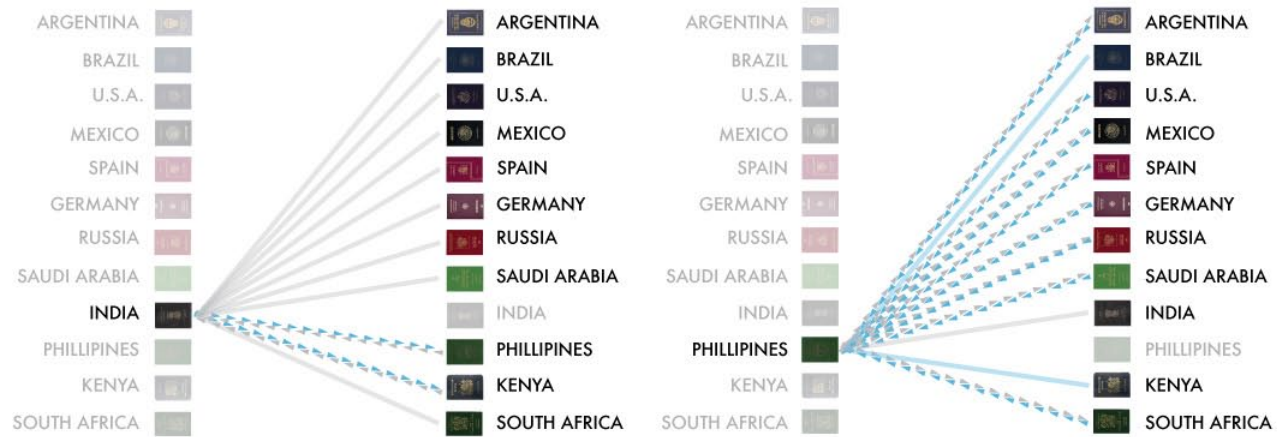 ARGENTINA
BRAZIL
U.S.A.
MEXICO
SPAIN
GERMANY
RUSSIA
SAUDI ARABIA
INDIA
PHILLIPINES
KENYA
SOUTH AFRICA
ARGENTINA
BRAZIL
U.S.A.
MEXICO
SPAIN
GERMANY
RUSSIA
SAUDI ARABIA
INDIA
PHILLIPINES
KENYA
SOUTH AFRICA
ARGENTINA
BRAZIL
U.S.A.
MEXICO
SPAIN
GERMANY
RUSSIA
SAUDI ARABIA
INDIA
PHILLIPINES
KENYA
SOUTH AFRICA
ARGENTINA
BRAZIL
U.S.A.
MEXICO
SPAIN
GERMANY
RUSSIA
SAUDI ARABIA
INDIA
PHILLIPINES
KENYA
SOUTH AFRICA